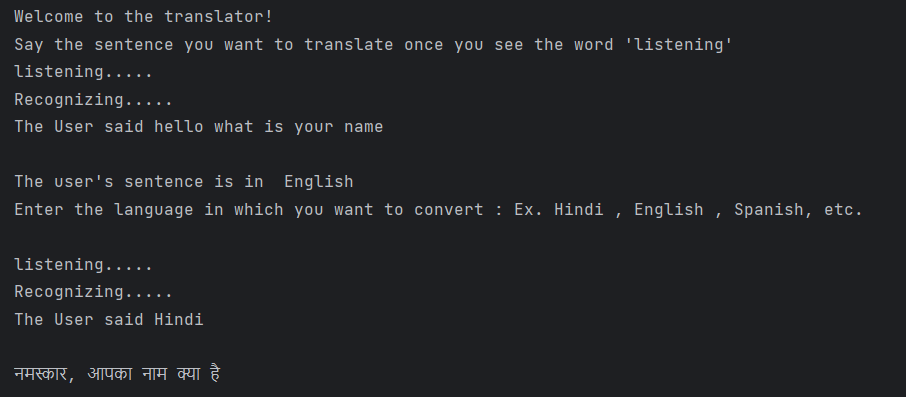 Welcome to the translator!
Say the sentence you want to translate once you see the word 'listening'
listening.....
Recognizing.....
The User said hello what is your name
The user's sentence is in  English
Enter the language in which you want to convert : Ex. Hindi , English , Spanish, etc.
listening.....
Recognizing.....
The User said Hindi
नमस्कार, आपका नाम क्या है